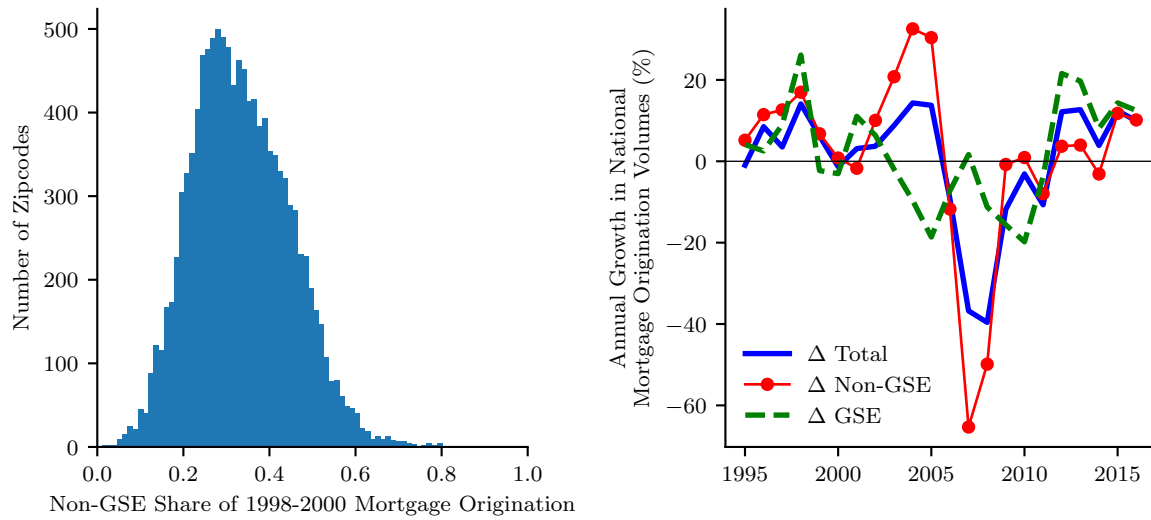 500
400
300
200
100
0
Number of Zipcodes
0.0 0.2 0.4 0.6 0.8 1.0
Non-GSE Share of 1998-2000 Mortgage Origination
Annual Growth in National
Mortgage Origination Volumes (%)
20
0
−20
−40
−60
Δ Total
Δ Non-GSE
Δ GSE
1995 2000 2005 2010 2015